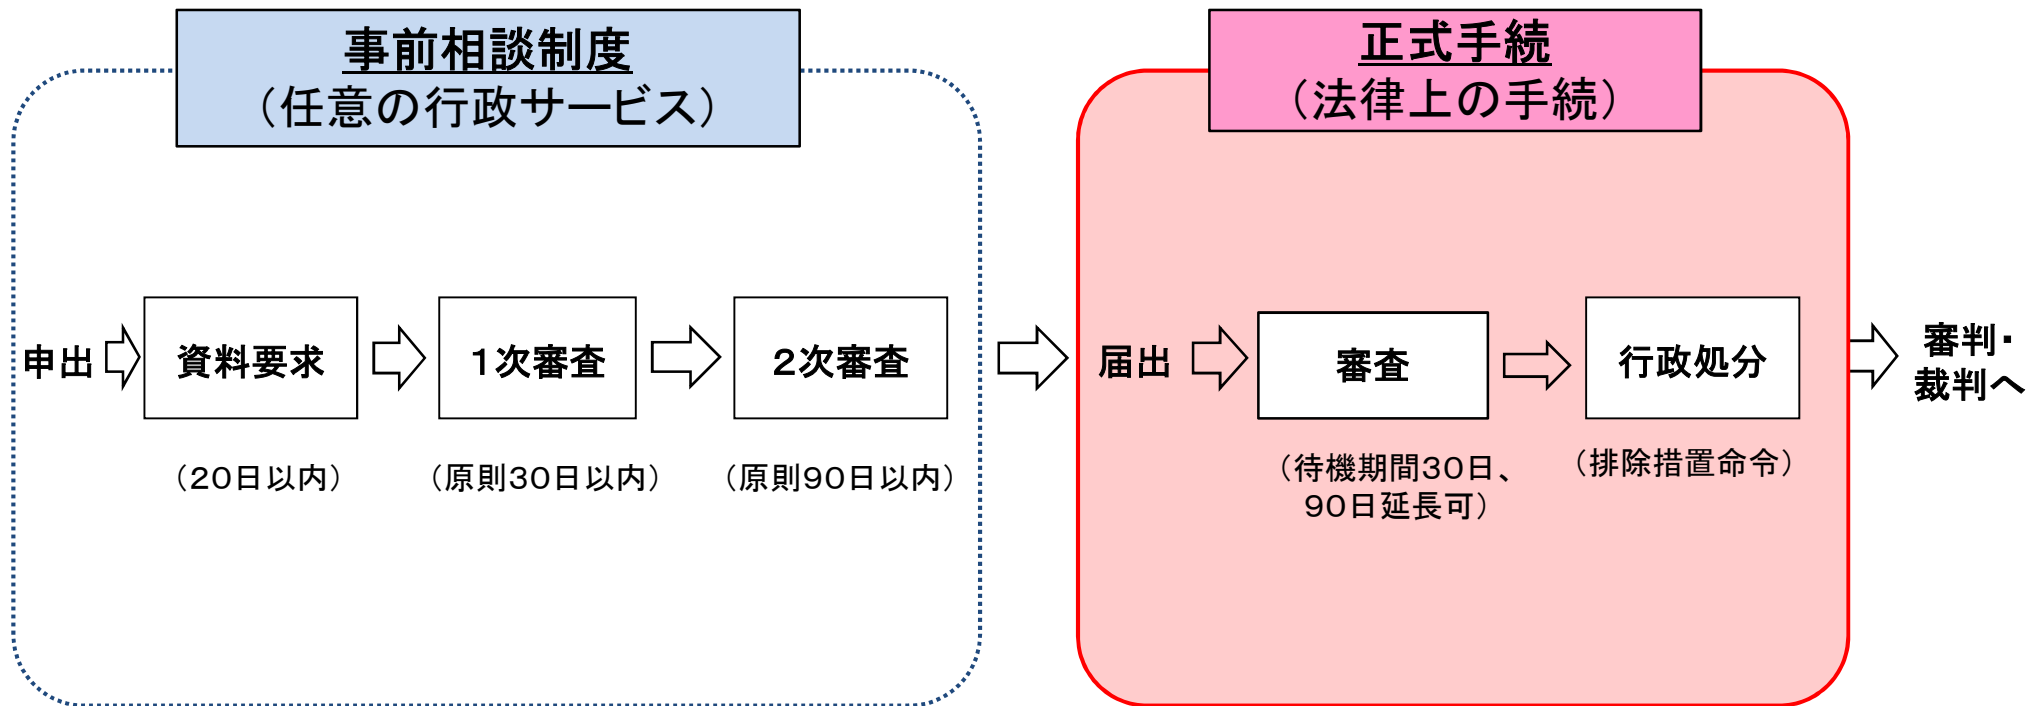 事前相談制度
（任意の行政サービス）
正式手続
（法律上の手続）
申出
資料要求
１次審査
２次審査
届出
審査
行政処分
審判・
裁判へ
（20日以内）
（原則30日以内）
（原則90日以内）
（待機期間30日、
90日延長可）
（排除措置命令）